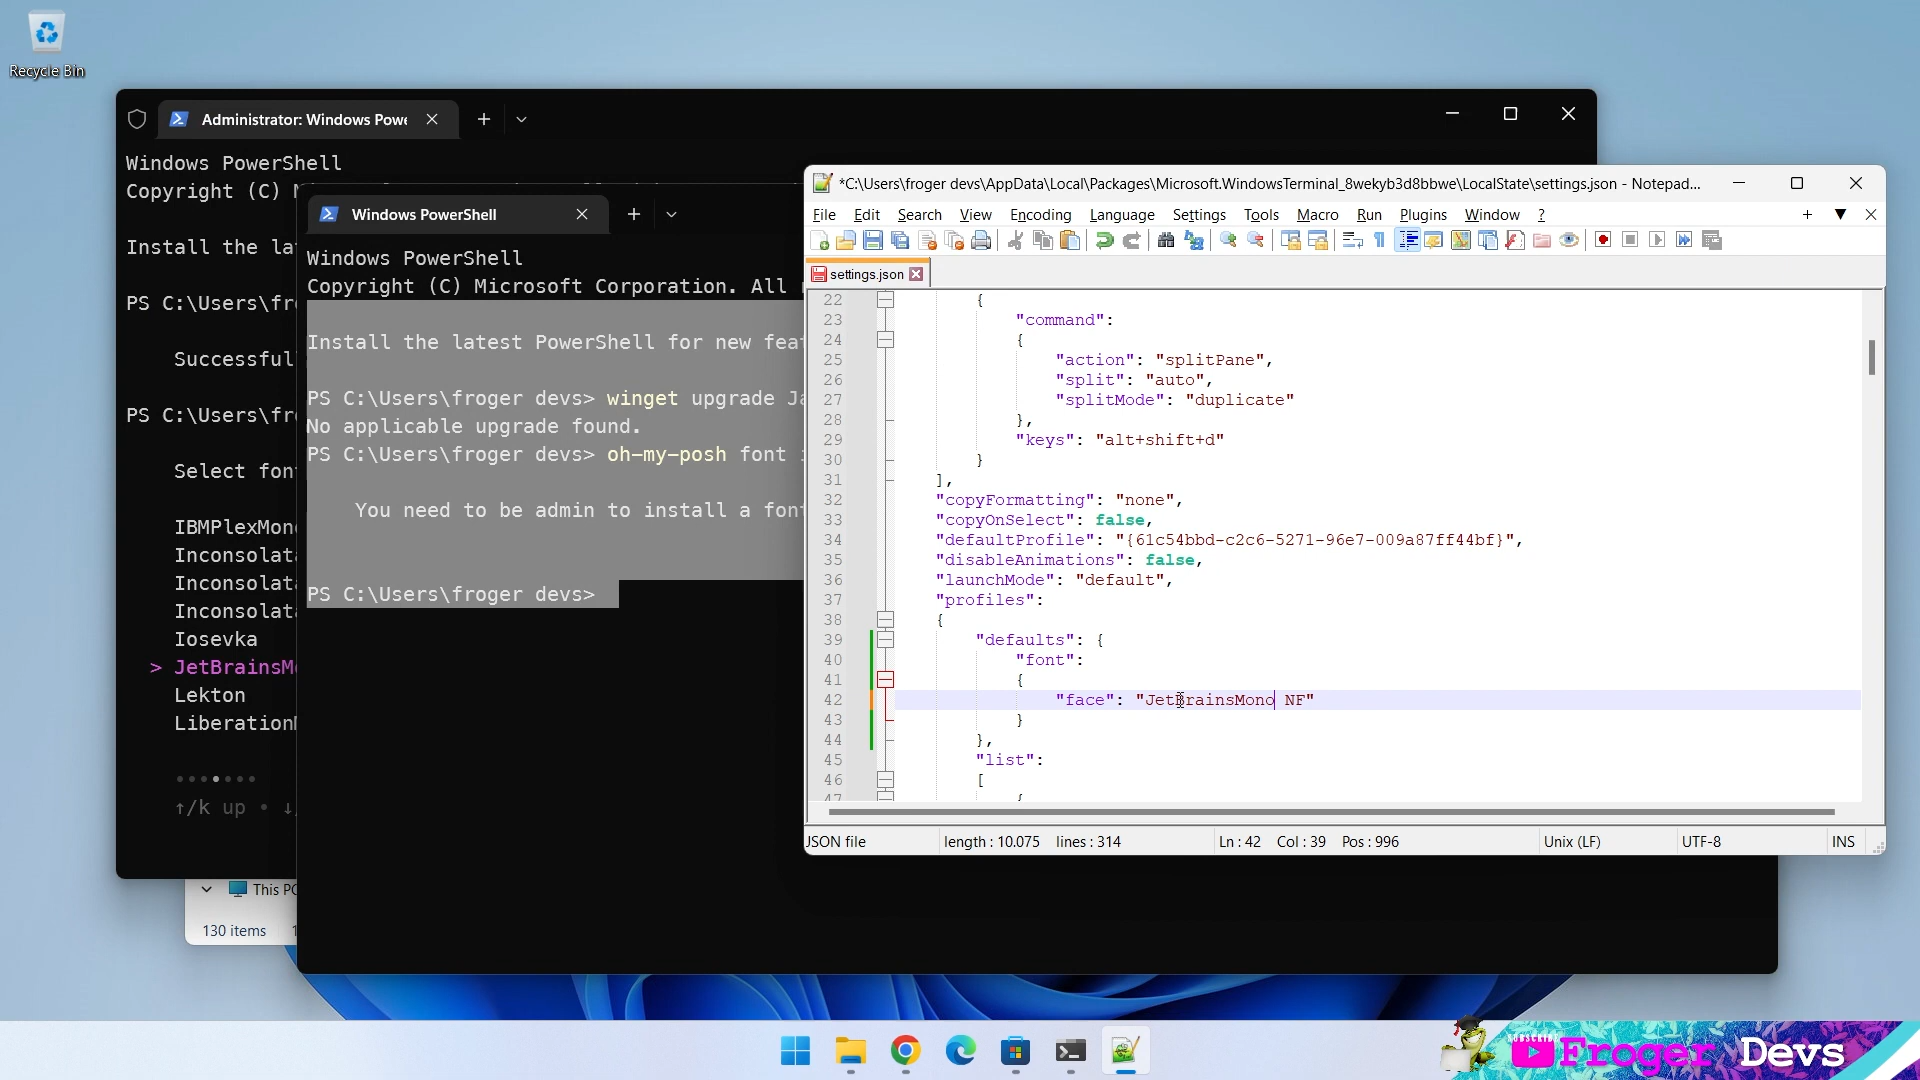 Recycle Bin
Administrator: Windows Powe
Windows PowerShell
Copyright (C)
Install the la
PS C:\Users\fr
Successful
PS C:\Users\fr
Select fon
IBMPlexMon
Inconsolat
Inconsolat
Inconsolat
Iosevka
> JetBrainsM
Lekton
Liberation
↑/k up •
This PC
130 items
Windows PowerShell
Windows PowerShell
Copyright (C) Microsoft Corporation. All
Install the latest PowerShell for new fea
PS C:\Users\froger devs> winget upgrade Ja
No applicable upgrade found.
PS C:\Users\froger devs> oh-my-posh font
You need to be admin to install a font
PS C:\Users\froger devs>
*C:\Users\froger devs\AppData\Local\Packages\Microsoft.WindowsTerminal_8wekyb3d8bbwe\LocalState\settings.json - Notepad...
File Edit Search View Encoding Language Settings Tools Macro Run Plugins Window ?
settings.json
22 {
23 "command":
24 {
25 "action": "splitPane",
26 "split": "auto",
27 "splitMode": "duplicate"
28 },
29 "keys": "alt+shift+d"
30 }
31 ],
32 "copyFormatting": "none",
33 "copyOnSelect": false,
34 "defaultProfile": "{61c54bbd-c2c6-5271-96e7-009a87ff44bf}",
35 "disableAnimations": false,
36 "launchMode": "default",
37 "profiles":
38 {
39 "defaults": {
40 "font":
41 {
42 "face": "JetBrainsMono NF"
43 }
44 },
45 "list":
46 [
47 {
JSON file length : 10.075 lines : 314 Ln : 42 Col : 39 Pos : 996 Unix (LF) UTF-8 INS
SUBSCRIBE
Froger Devs